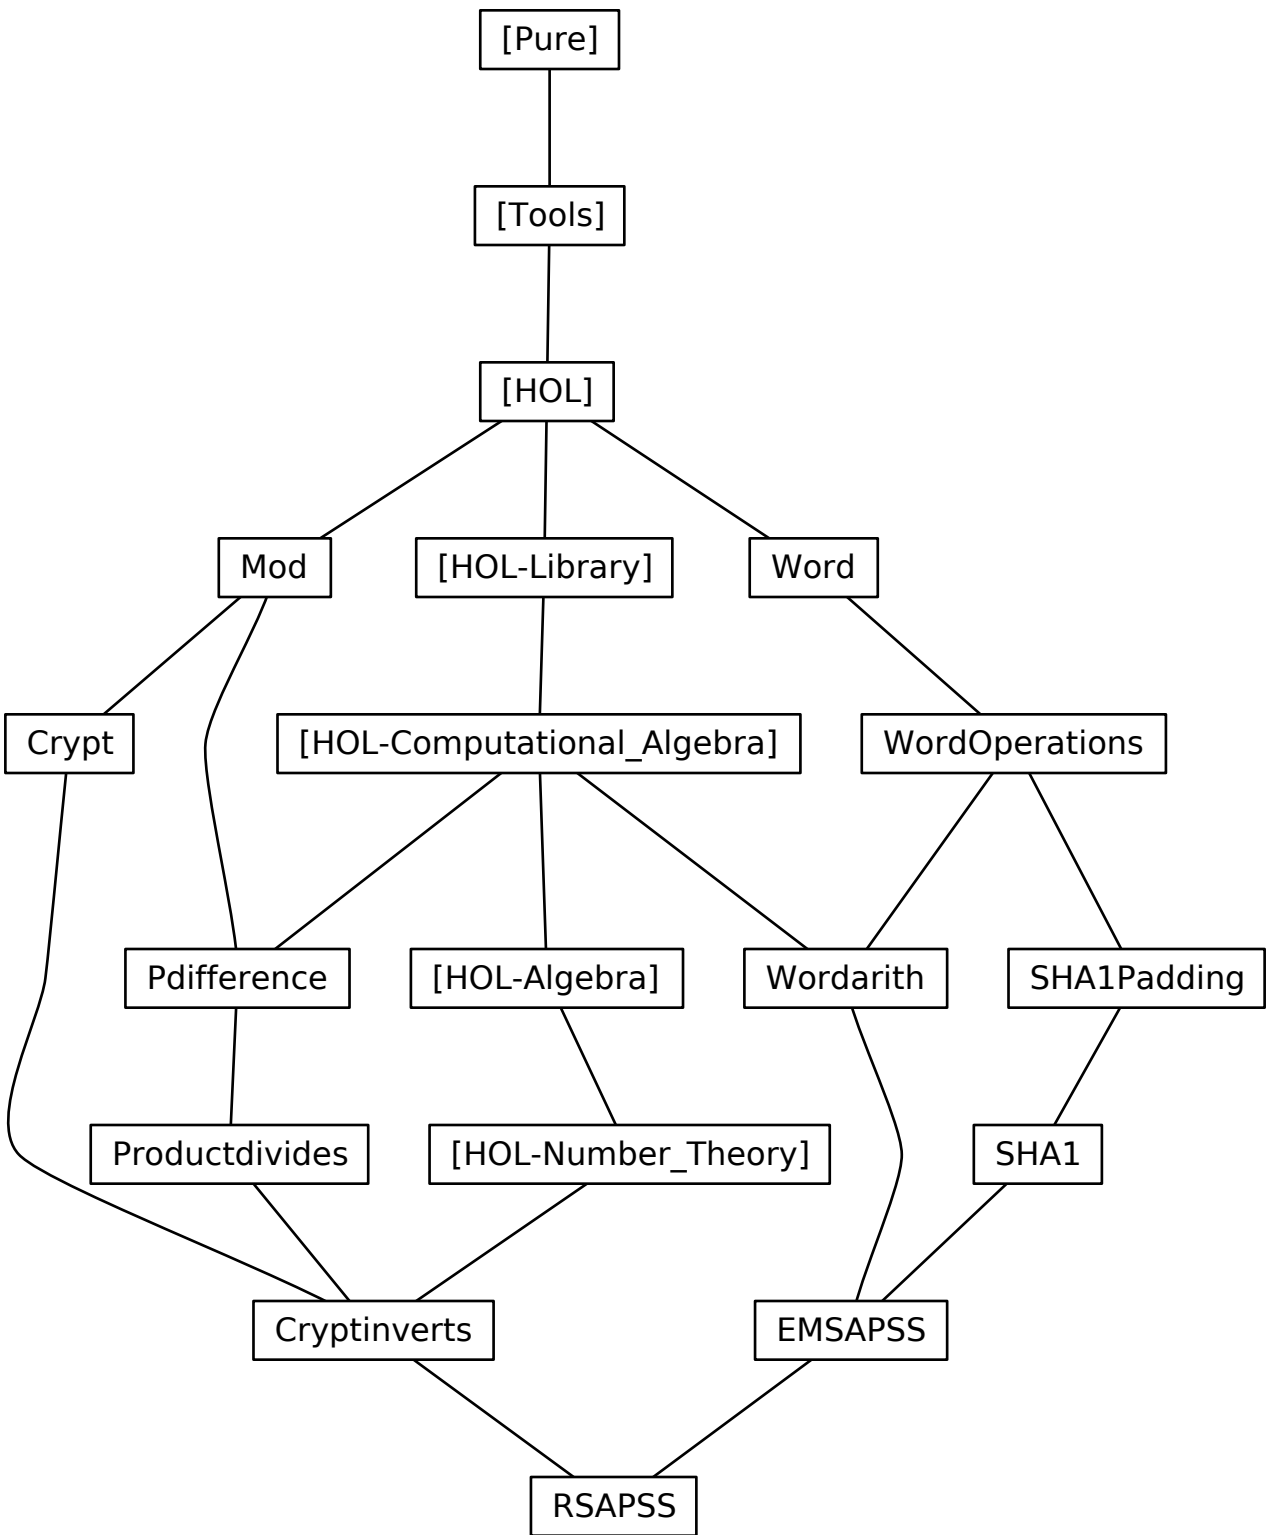 [Pure]
[Tools]
[HOL]
Mod
[HOL-Library]
Word
Crypt
[HOL-Computational_Algebra]
WordOperations
Pdifference
[HOL-Algebra]
Wordarith
SHA1Padding
Productdivides
[HOL-Number_Theory]
SHA1
Cryptinverts
EMSAPSS
RSAPSS